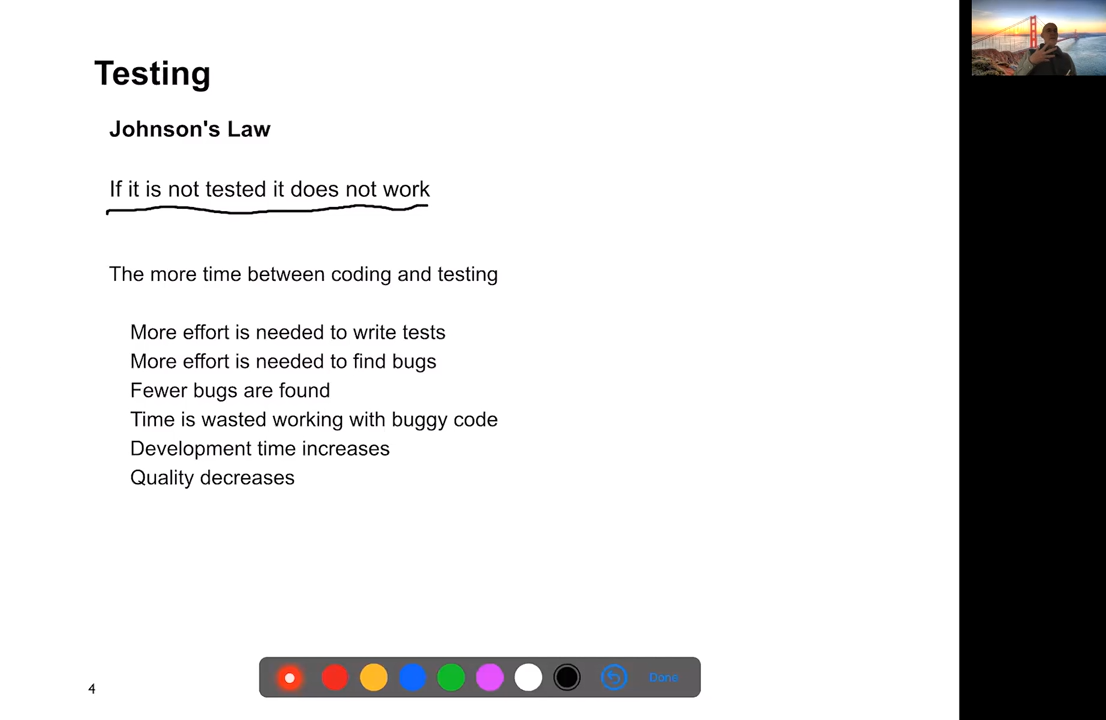 Testing
Johnson's Law
If it is not tested it does not work
The more time between coding and testing
More effort is needed to write tests
More effort is needed to find bugs
Fewer bugs are found
Time is wasted working with buggy code
Development time increases
Quality decreases
4
Done